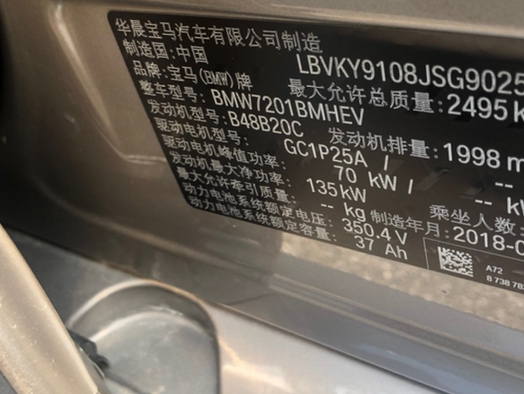 华晨宝马汽车有限公司制造
制造国:中国 LBVKY9108JSG9025
品牌:宝马(BMW)牌 最大允许总质量:2495k
整车型号: BMW7201BMHEV
发动机型号: B48B20C 发动机排量:1998 m
驱动电机型号: GC1P25A /
驱动电机峰值功率: 70 kW / --
发动机最大净功率: 135kW -- k
最大允许牵引质量: -- kg 乘坐人数:
动力电池系统额定电压: 350.4 V 制造年月:2018-0
动力电池系统额定容量: 37 Ah
A72
8 738 78